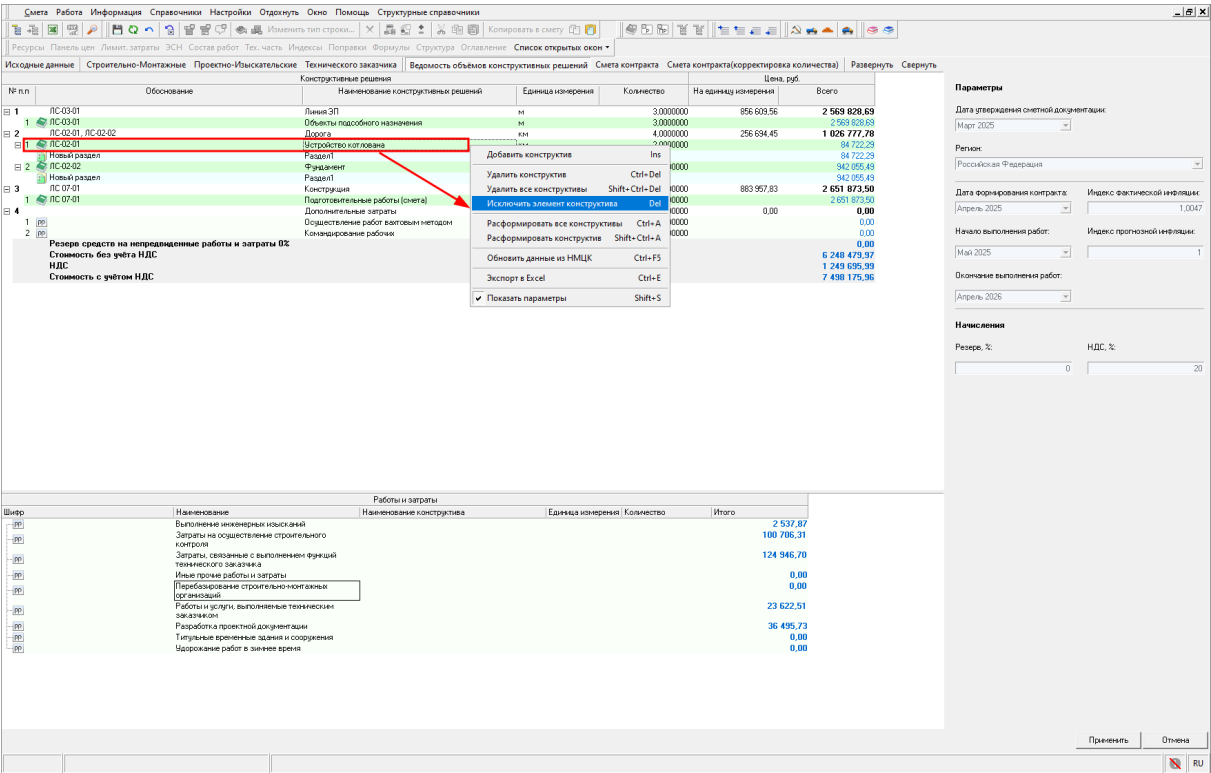 Смета Работа Информация Справочники Настройки Отдохнуть Окно Помощь Структурные справочники
Изменить тип строки... Копировать в смету
Ресурсы Панель цен Лимит. затраты ЭСН Состав работ Тех. часть Индексы Поправки Формулы Структура Оглавление Список открытых окон
Исходные данные Строительно-Монтажные Проектно-Изыскательские Технического заказчика Ведомость объёмов конструктивных решений Смета контракта Смета контракта(корректировка количества) Развернуть Свернуть
Конструктивные решения Цена, руб.
№ п.п Обоснование Наименование конструктивных решений Единица измерения Количество На единицу измерения Всего
1 ЛС-03-01 Линия ЭП м 3,0000000 856 609,56 2 569 828,69
1 ЛС-03-01 Объекты подсобного назначения м 3,0000000 2 569 828,69
2 ЛС-02-01, ЛС-02-02 Дорога км 4,0000000 256 694,45 1 026 777,78
1 ЛС-02-01 Устройство котлована км 2,0000000 84 722,29
Новый раздел Раздел1 84 722,29
2 ЛС-02-02 Фундамент 942 055,49
Новый раздел Раздел1 942 055,49
3 ЛС 07-01 Конструкция 883 957,83 2 651 873,50
1 ЛС 07-01 Подготовительные работы (смета) 2 651 873,50
4 Дополнительные затраты 0,00 0,00
1 РР Осуществление работ вахтовым методом 0,00
2 РР Командирование рабочих 0,00
Резерв средств на непредвиденные работы и затраты 0% 0,00
Стоимость без учёта НДС 6 248 479,97
НДС 1 249 695,99
Стоимость с учётом НДС 7 498 175,96
Добавить конструктив Ins
Удалить конструктив Ctrl+Del
Удалить все конструктивы Shift+Ctrl+Del
Исключить элемент конструктива Del
Расформировать все конструктивы Ctrl+A
Расформировать конструктив Shift+Ctrl+A
Обновить данные из НМЦК Ctrl+F5
Экспорт в Excel Ctrl+E
Показать параметры Shift+S
Параметры
Дата утверждения сметной документации:
Март 2025
Регион:
Российская Федерация
Дата формирования контракта: Индекс фактической инфляции:
Апрель 2025 1,0047
Начало выполнения работ: Индекс прогнозной инфляции:
Май 2025 1
Окончание выполнения работ:
Апрель 2026
Начисления
Резерв, %: НДС, %:
0 20
Работы и затраты
Шифр Наименование Наименование конструктива Единица измерения Количество Итого
РР Выполнение инженерных изысканий 2 537,87
РР Затраты на осуществление строительного 100 706,31
контроля
РР Затраты, связанные с выполнением функций 124 946,70
технического заказчика
РР Иные прочие работы и затраты 0,00
РР Перебазирование строительно-монтажных 0,00
организаций
РР Работы и услуги, выполняемые техническим 23 622,51
заказчиком
РР Разработка проектной документации 36 495,73
РР Титульные временные здания и сооружения 0,00
РР Удорожание работ в зимнее время 0,00
Применить Отмена
RU